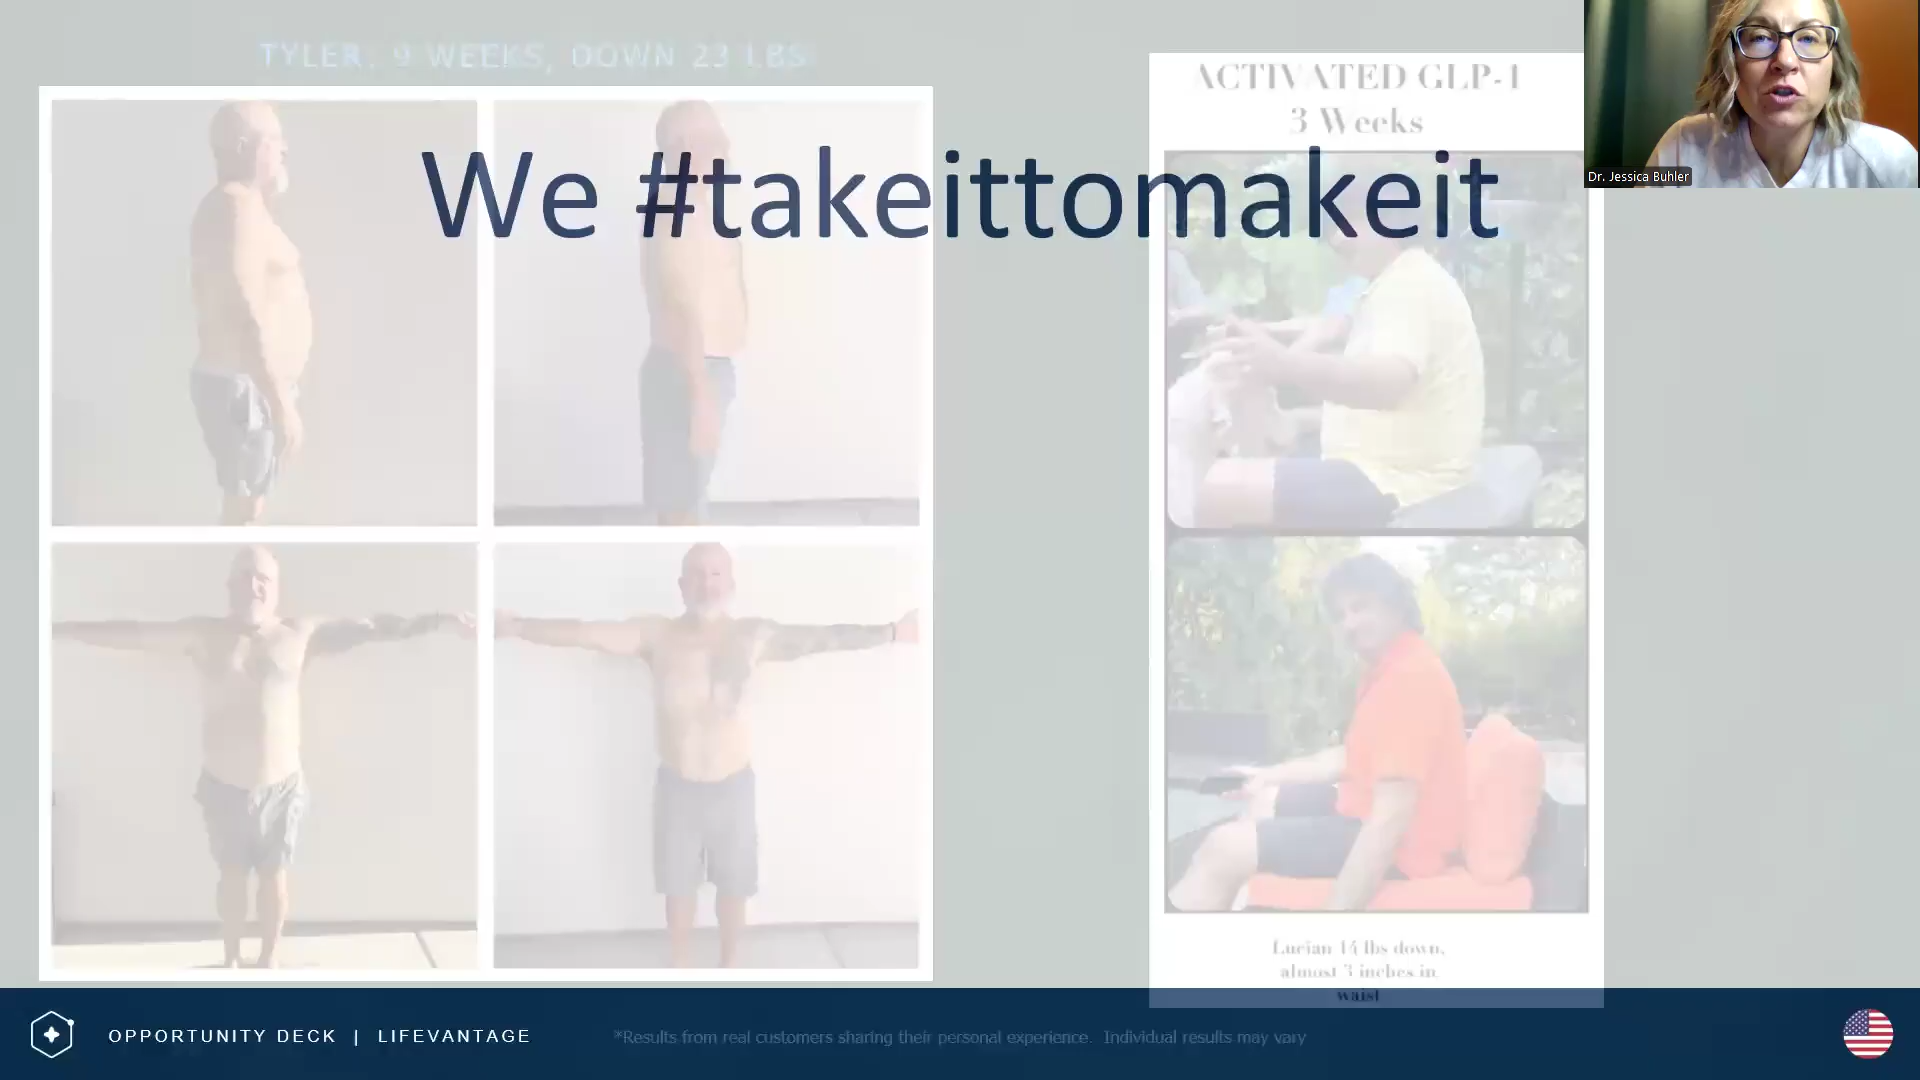 TYLER, 9 WEEKS, DOWN 23 LBS
ACTIVATED GLP-1
3 Weeks
We #takeittomakeit
Dr. Jessica Buhler
Lucian 14 lbs down,
almost 3 inches in
waist
OPPORTUNITY DECK | LIFEVANTAGE
*Results from real customers sharing their personal experience. Individual results may vary